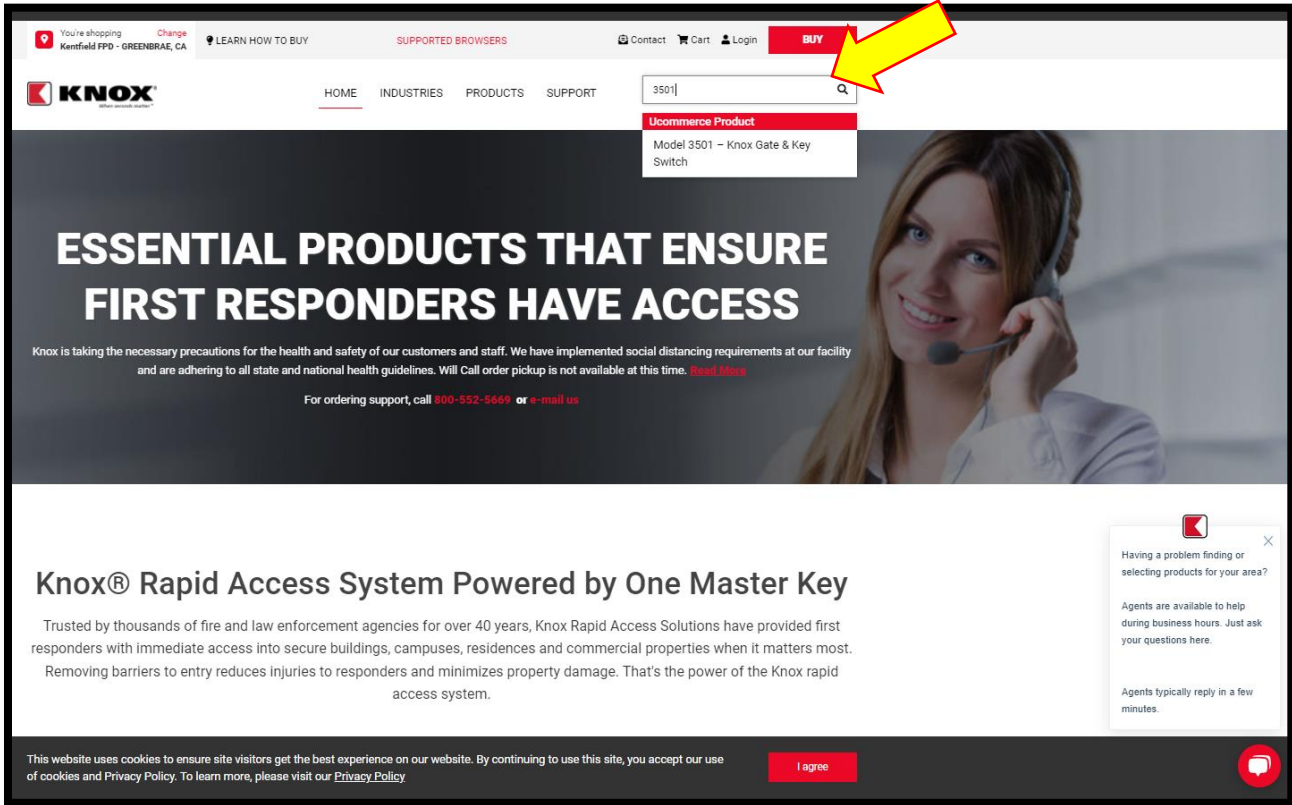 You're shopping Change
Kentfield FPD - GREENBRAE, CA
LEARN HOW TO BUY
SUPPORTED BROWSERS
Contact Cart Login
BUY
KNOX®
When seconds matter™
HOME INDUSTRIES PRODUCTS SUPPORT
3501
Ucommerce Product
Model 3501 – Knox Gate & Key
Switch
ESSENTIAL PRODUCTS THAT ENSURE
FIRST RESPONDERS HAVE ACCESS
Knox is taking the necessary precautions for the health and safety of our customers and staff. We have implemented social distancing requirements at our facility
and are adhering to all state and national health guidelines. Will Call order pickup is not available at this time. Read More
For ordering support, call 800-552-5669 or e-mail us
Knox® Rapid Access System Powered by One Master Key
Trusted by thousands of fire and law enforcement agencies for over 40 years, Knox Rapid Access Solutions have provided first
responders with immediate access into secure buildings, campuses, residences and commercial properties when it matters most.
Removing barriers to entry reduces injuries to responders and minimizes property damage. That's the power of the Knox rapid
access system.
Having a problem finding or
selecting products for your area?
Agents are available to help
during business hours. Just ask
your questions here.
Agents typically reply in a few
minutes.
This website uses cookies to ensure site visitors get the best experience on our website. By continuing to use this site, you accept our use
of cookies and Privacy Policy. To learn more, please visit our Privacy Policy
I agree